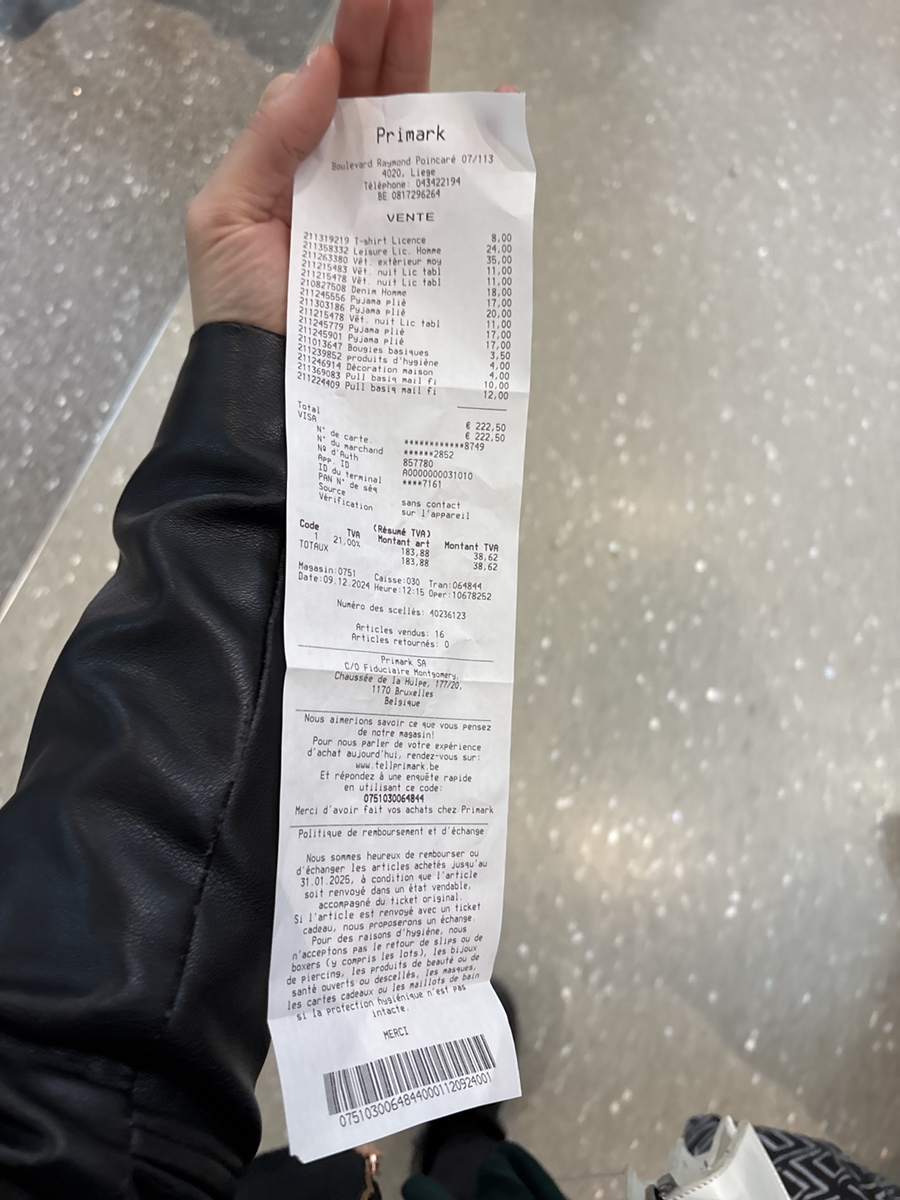 Primark
Boulevard Raymond Poincaré 07/113
4020, Liege
Téléphone: 043422194
BE 0817296264
VENTE
211319219 T-shirt Licence 8,00
211358332 Leisure Lic. Homme 24,00
211263380 Vêt. extérieur moy 35,00
211215483 Vêt. nuit Lic tabl 11,00
211215478 Vêt. nuit Lic tabl 11,00
210827508 Denim Homme 18,00
211245556 Pyjama plié 17,00
211303186 Pyjama plié 20,00
211215478 Vêt. nuit Lic tabl 11,00
211245779 Pyjama plié 17,00
211245901 Pyjama plié 17,00
211013647 Bougies basiques 3,50
211239852 produits d'hygiène 4,00
211246914 Décoration maison 4,00
211369083 Pull basiq mail fi 10,00
211224409 Pull basiq mail fi 12,00
Total € 222,50
VISA € 222,50
N° de carte. ************8749
N° du marchand ******2852
Nº d'Auth 857780
App. ID A0000000031010
ID du terminal ****7161
PAN N° de séq
Source sans contact
Vérification sur l'appareil
(Résumé TVA)
Code TVA Montant art Montant TVA
1 21,00% 183,88 38,62
TOTAUX 183,88 38,62
Magasin:0751 Caisse:030 Tran:064844
Date:09.12.2024 Heure:12:15 Oper:10678252
Numéro des scellés: 40236123
Articles vendus: 16
Articles retournés: 0
Primark SA
C/O Fiduciaire Montgomery,
Chaussée de la Hulpe, 177/20,
1170 Bruxelles
Belgique
Nous aimerions savoir ce que vous pensez
de notre magasin!
Pour nous parler de votre expérience
d'achat aujourd'hui, rendez-vous sur:
www.tellprimark.be
Et répondez à une enquête rapide
en utilisant ce code:
0751030064844
Merci d'avoir fait vos achats chez Primark
Politique de remboursement et d'échange
Nous sommes heureux de rembourser ou
d'échanger les articles achetés jusqu'au
31.01.2025, à condition que l'article
soit renvoyé dans un état vendable,
accompagné du ticket original.
Si l'article est renvoyé avec un ticket
cadeau, nous proposerons un échange.
Pour des raisons d'hygiène, nous
n'acceptons pas le retour de slips ou de
boxers (y compris les lots), les bijoux
de piercing, les produits de beauté ou de
santé ouverts ou descellés, les masques,
les cartes cadeaux ou les maillots de bain
si la protection hygiénique n'est pas
intacte.
MERCI
07510300648440001120924001